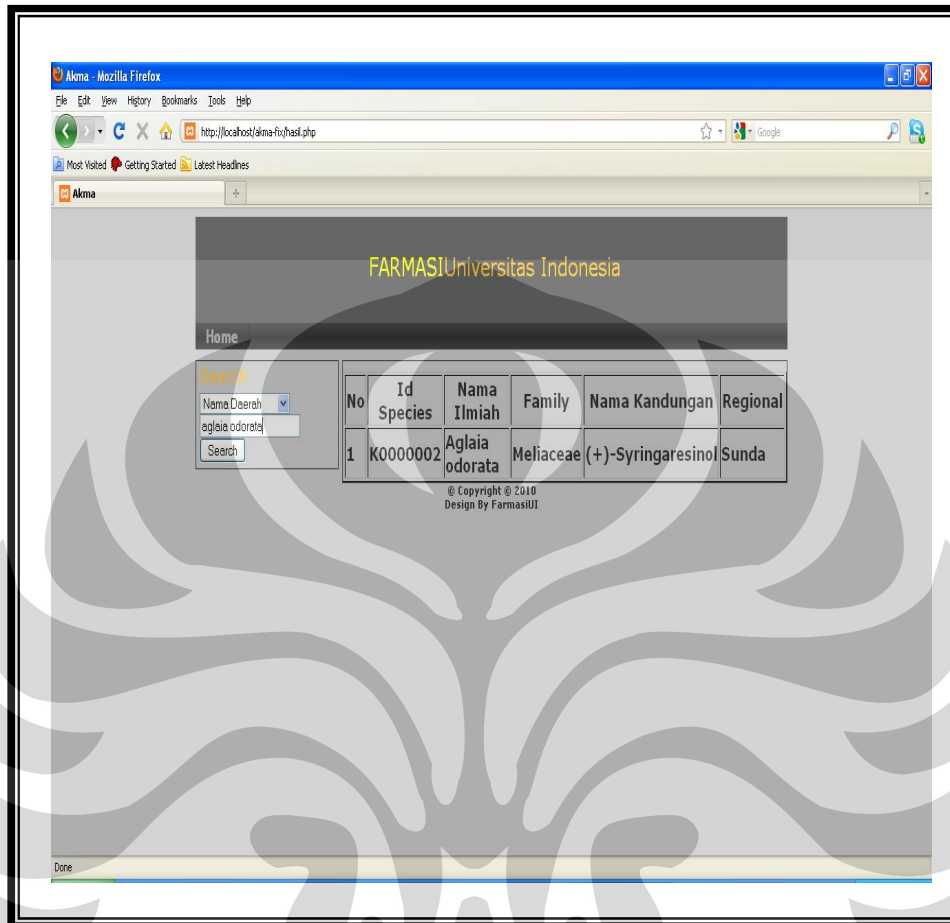 Akma - Mozilla Firefox
File Edit View History Bookmarks Tools Help
http://localhost/akma-fix/hasil.php
Google
Most Visited Getting Started Latest Headlines
Akma
FARMASIUniversitas Indonesia
Home
Search
Nama Daerah
aglaia odorata
Search
No Id Species Nama Ilmiah Family Nama Kandungan Regional
1 K0000002 Aglaia odorata Meliaceae (+)-Syringaresinol Sunda
© Copyright © 2010
Design By FarmasiUI
Done